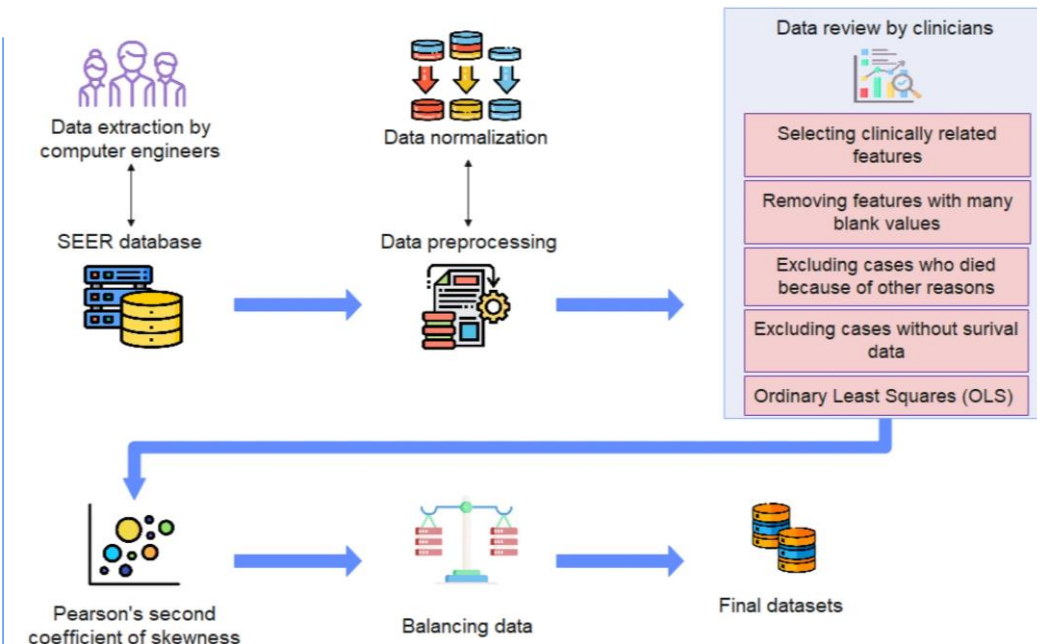 Data extraction by
computer engineers
SEER database
Data normalization
Data preprocessing
Data review by clinicians
Selecting clinically related
features
Removing features with many
blank values
Excluding cases who died
because of other reasons
Excluding cases without surival
data
Ordinary Least Squares (OLS)
Pearson's second
coefficient of skewness
Balancing data
Final datasets